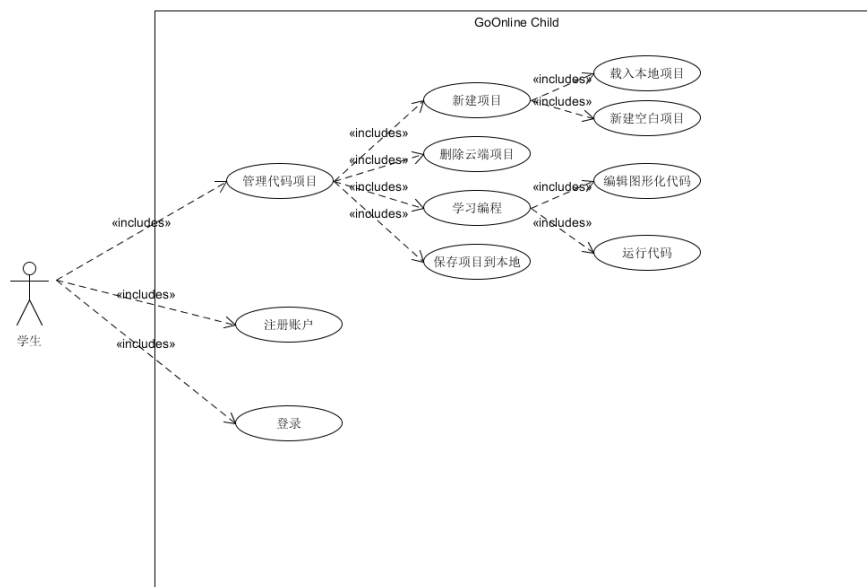 GoOnline Child
«includes»
载入本地项目
新建项目
«includes»
新建空白项目
«includes»
删除云端项目
«includes»
管理代码项目
«includes»
编辑图形化代码
«includes»
学习编程
«includes»
«includes»
«includes»
运行代码
保存项目到本地
«includes»
注册账户
学生
«includes»
登录